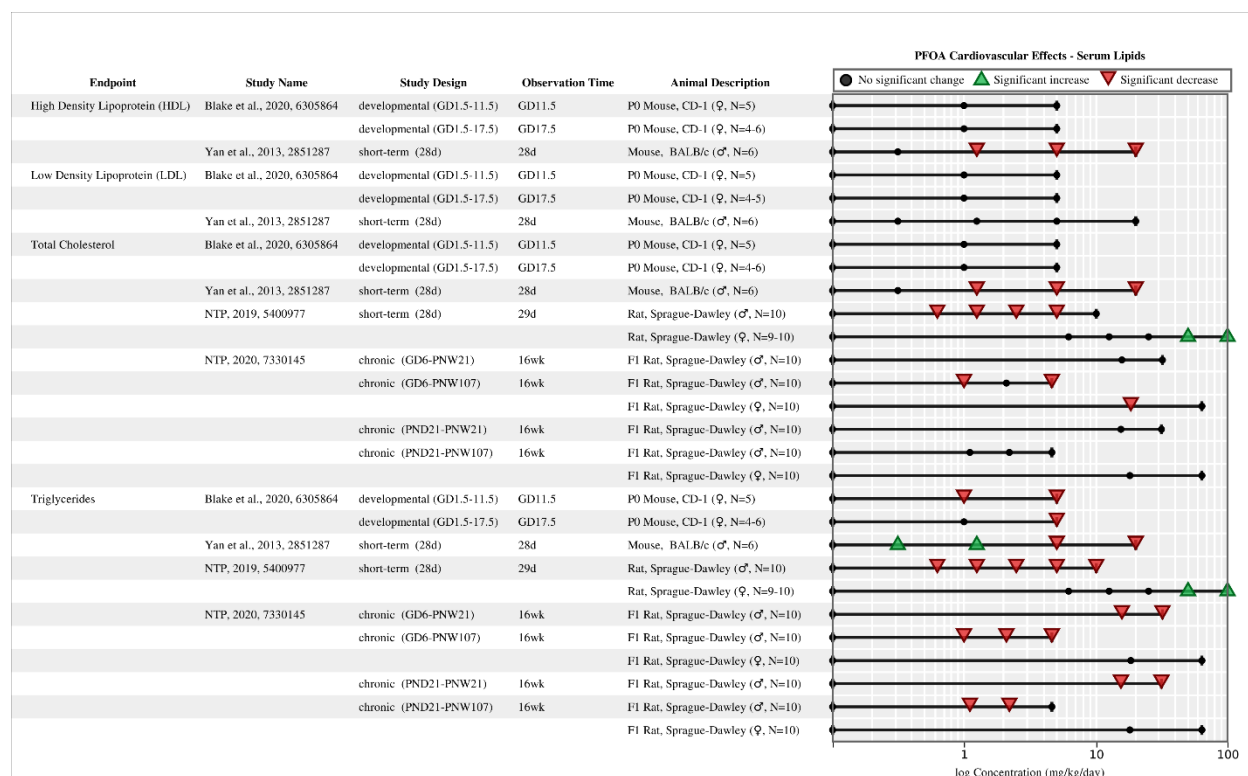 PFOA Cardiovascular Effects - Serum Lipids
Endpoint Study Name Study Design Observation Time Animal Description No significant change Significant increase Significant decrease
High Density Lipoprotein (HDL) Blake et al., 2020, 6305864 developmental (GD1.5-11.5) GD11.5 P0 Mouse, CD-1 (♀, N=5)
developmental (GD1.5-17.5) GD17.5 P0 Mouse, CD-1 (♀, N=4-6)
Yan et al., 2013, 2851287 short-term (28d) 28d Mouse, BALB/c (♂, N=6)
Low Density Lipoprotein (LDL) Blake et al., 2020, 6305864 developmental (GD1.5-11.5) GD11.5 P0 Mouse, CD-1 (♀, N=5)
developmental (GD1.5-17.5) GD17.5 P0 Mouse, CD-1 (♀, N=4-5)
Yan et al., 2013, 2851287 short-term (28d) 28d Mouse, BALB/c (♂, N=6)
Total Cholesterol Blake et al., 2020, 6305864 developmental (GD1.5-11.5) GD11.5 P0 Mouse, CD-1 (♀, N=5)
developmental (GD1.5-17.5) GD17.5 P0 Mouse, CD-1 (♀, N=4-6)
Yan et al., 2013, 2851287 short-term (28d) 28d Mouse, BALB/c (♂, N=6)
NTP, 2019, 5400977 short-term (28d) 29d Rat, Sprague-Dawley (♂, N=10)
Rat, Sprague-Dawley (♀, N=9-10)
NTP, 2020, 7330145 chronic (GD6-PNW21) 16wk F1 Rat, Sprague-Dawley (♂, N=10)
chronic (GD6-PNW107) 16wk F1 Rat, Sprague-Dawley (♂, N=10)
F1 Rat, Sprague-Dawley (♀, N=10)
chronic (PND21-PNW21) 16wk F1 Rat, Sprague-Dawley (♂, N=10)
chronic (PND21-PNW107) 16wk F1 Rat, Sprague-Dawley (♂, N=10)
F1 Rat, Sprague-Dawley (♀, N=10)
Triglycerides Blake et al., 2020, 6305864 developmental (GD1.5-11.5) GD11.5 P0 Mouse, CD-1 (♀, N=5)
developmental (GD1.5-17.5) GD17.5 P0 Mouse, CD-1 (♀, N=4-6)
Yan et al., 2013, 2851287 short-term (28d) 28d Mouse, BALB/c (♂, N=6)
NTP, 2019, 5400977 short-term (28d) 29d Rat, Sprague-Dawley (♂, N=10)
Rat, Sprague-Dawley (♀, N=9-10)
NTP, 2020, 7330145 chronic (GD6-PNW21) 16wk F1 Rat, Sprague-Dawley (♂, N=10)
chronic (GD6-PNW107) 16wk F1 Rat, Sprague-Dawley (♂, N=10)
F1 Rat, Sprague-Dawley (♀, N=10)
chronic (PND21-PNW21) 16wk F1 Rat, Sprague-Dawley (♂, N=10)
chronic (PND21-PNW107) 16wk F1 Rat, Sprague-Dawley (♂, N=10)
F1 Rat, Sprague-Dawley (♀, N=10)
1 10 100
log Concentration (mg/kg/day)